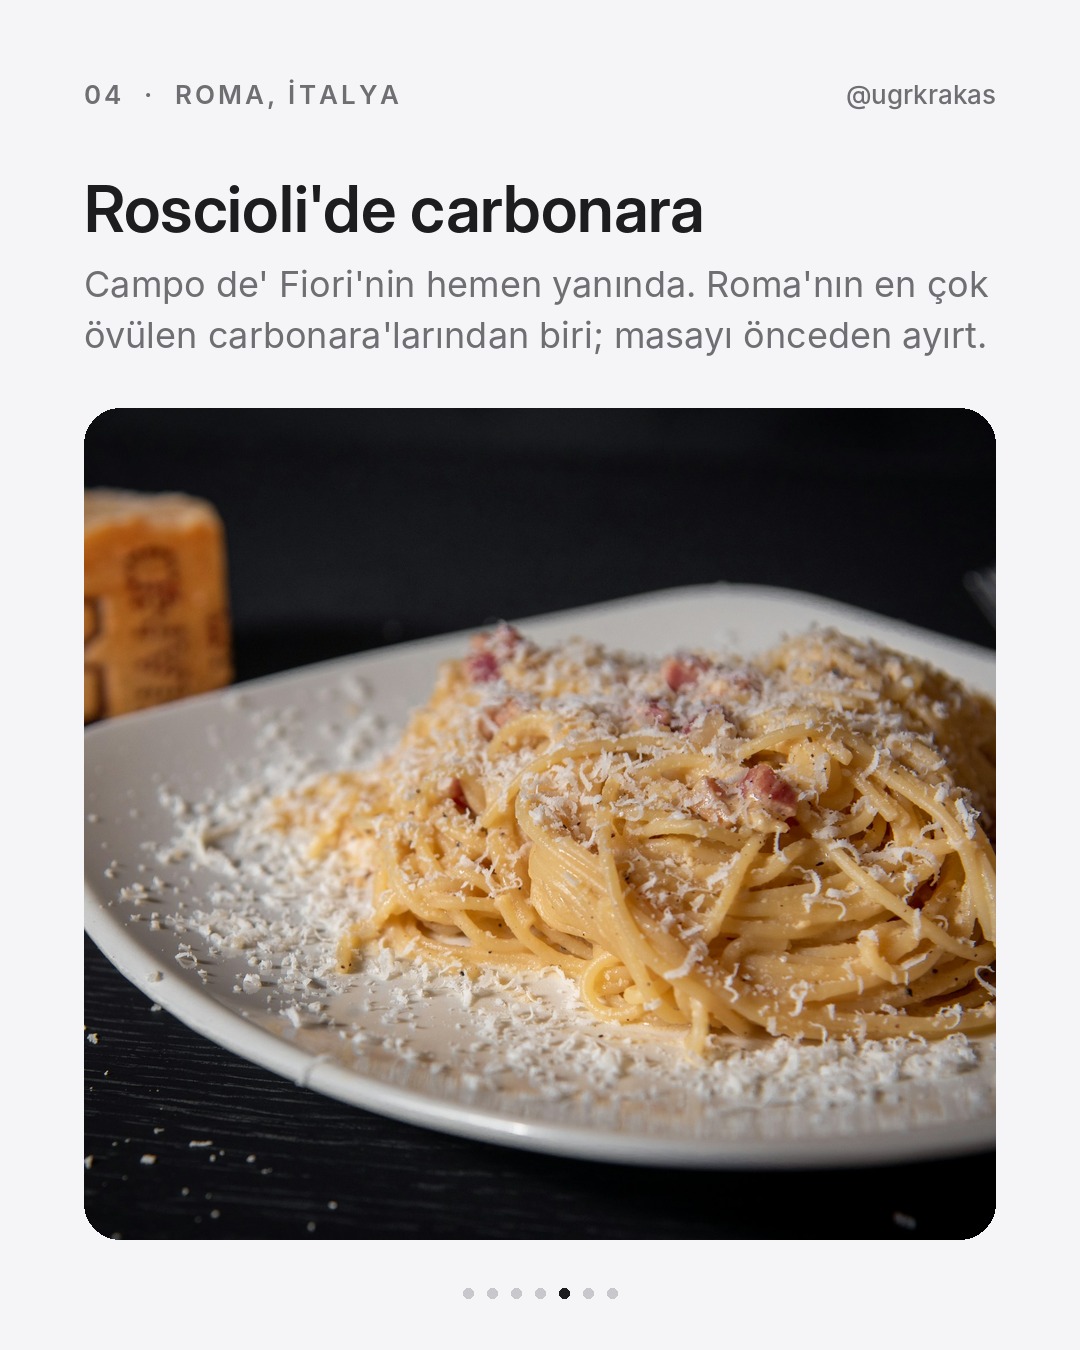 04 · ROMA, İTALYA
@ugrkrakas
Roscioli'de carbonara
Campo de' Fiori'nin hemen yanında. Roma'nın en çok
övülen carbonara'larından biri; masayı önceden ayırt.